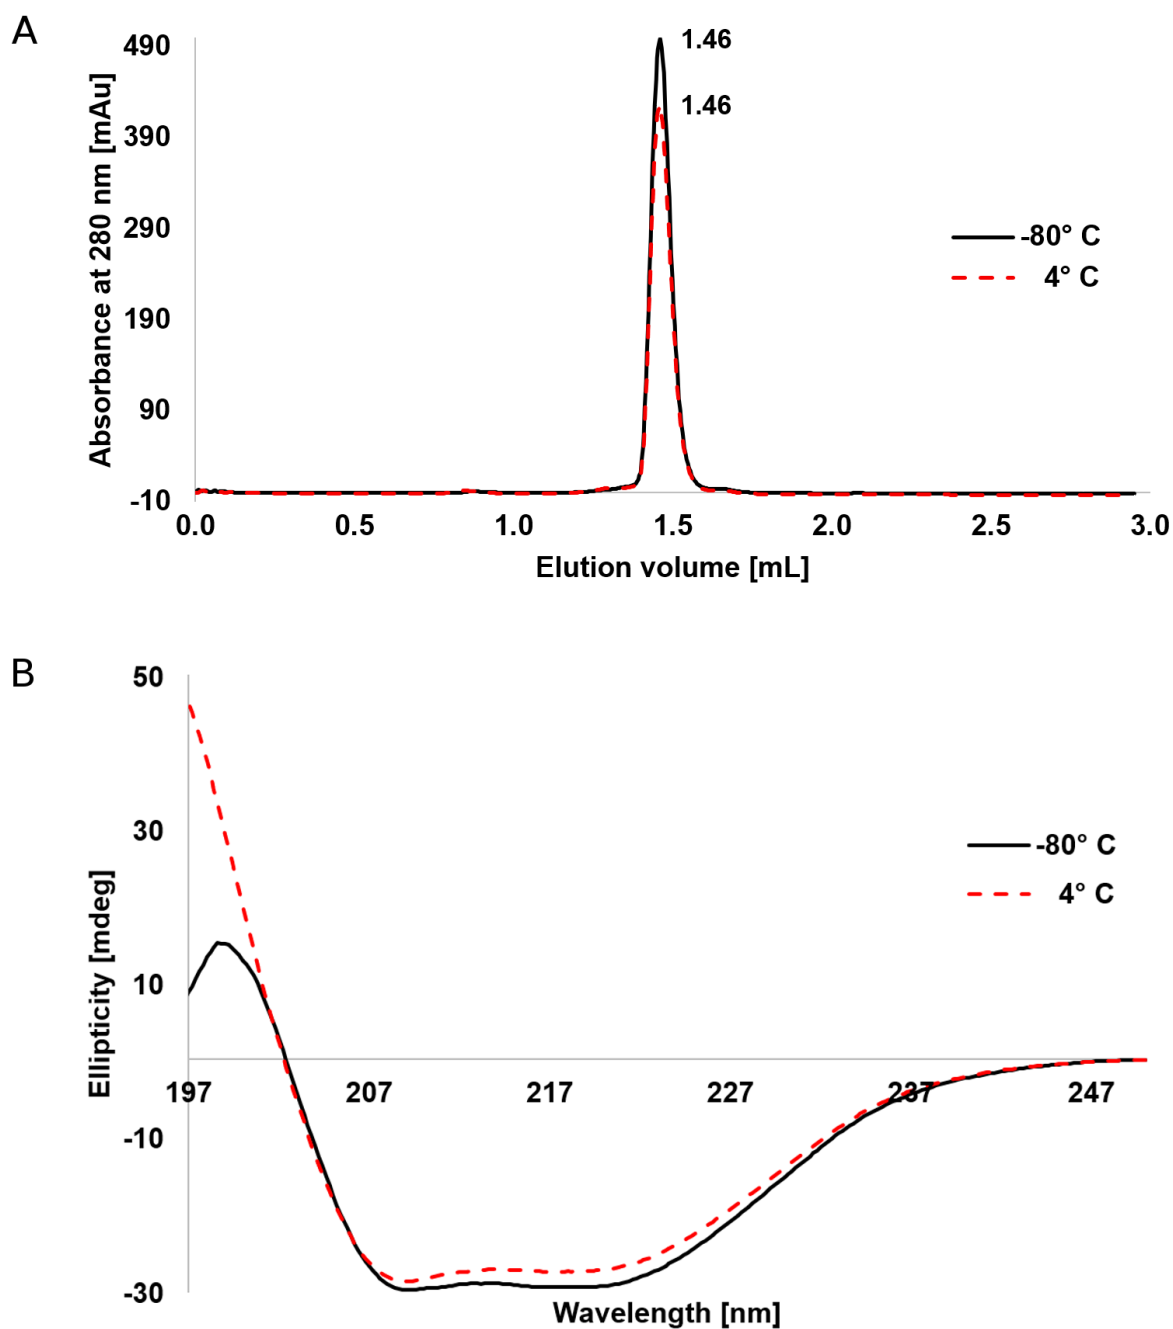 A
490
390
290
190
90
-10
Absorbance at 280 nm [mAu]
1.46
1.46
-80° C
4° C
0.0 0.5 1.0 1.5 2.0 2.5 3.0
Elution volume [mL]
B
50
30
10
-10
-30
Ellipticity [mdeg]
-80° C
4° C
197 207 217 227 237 247
Wavelength [nm]